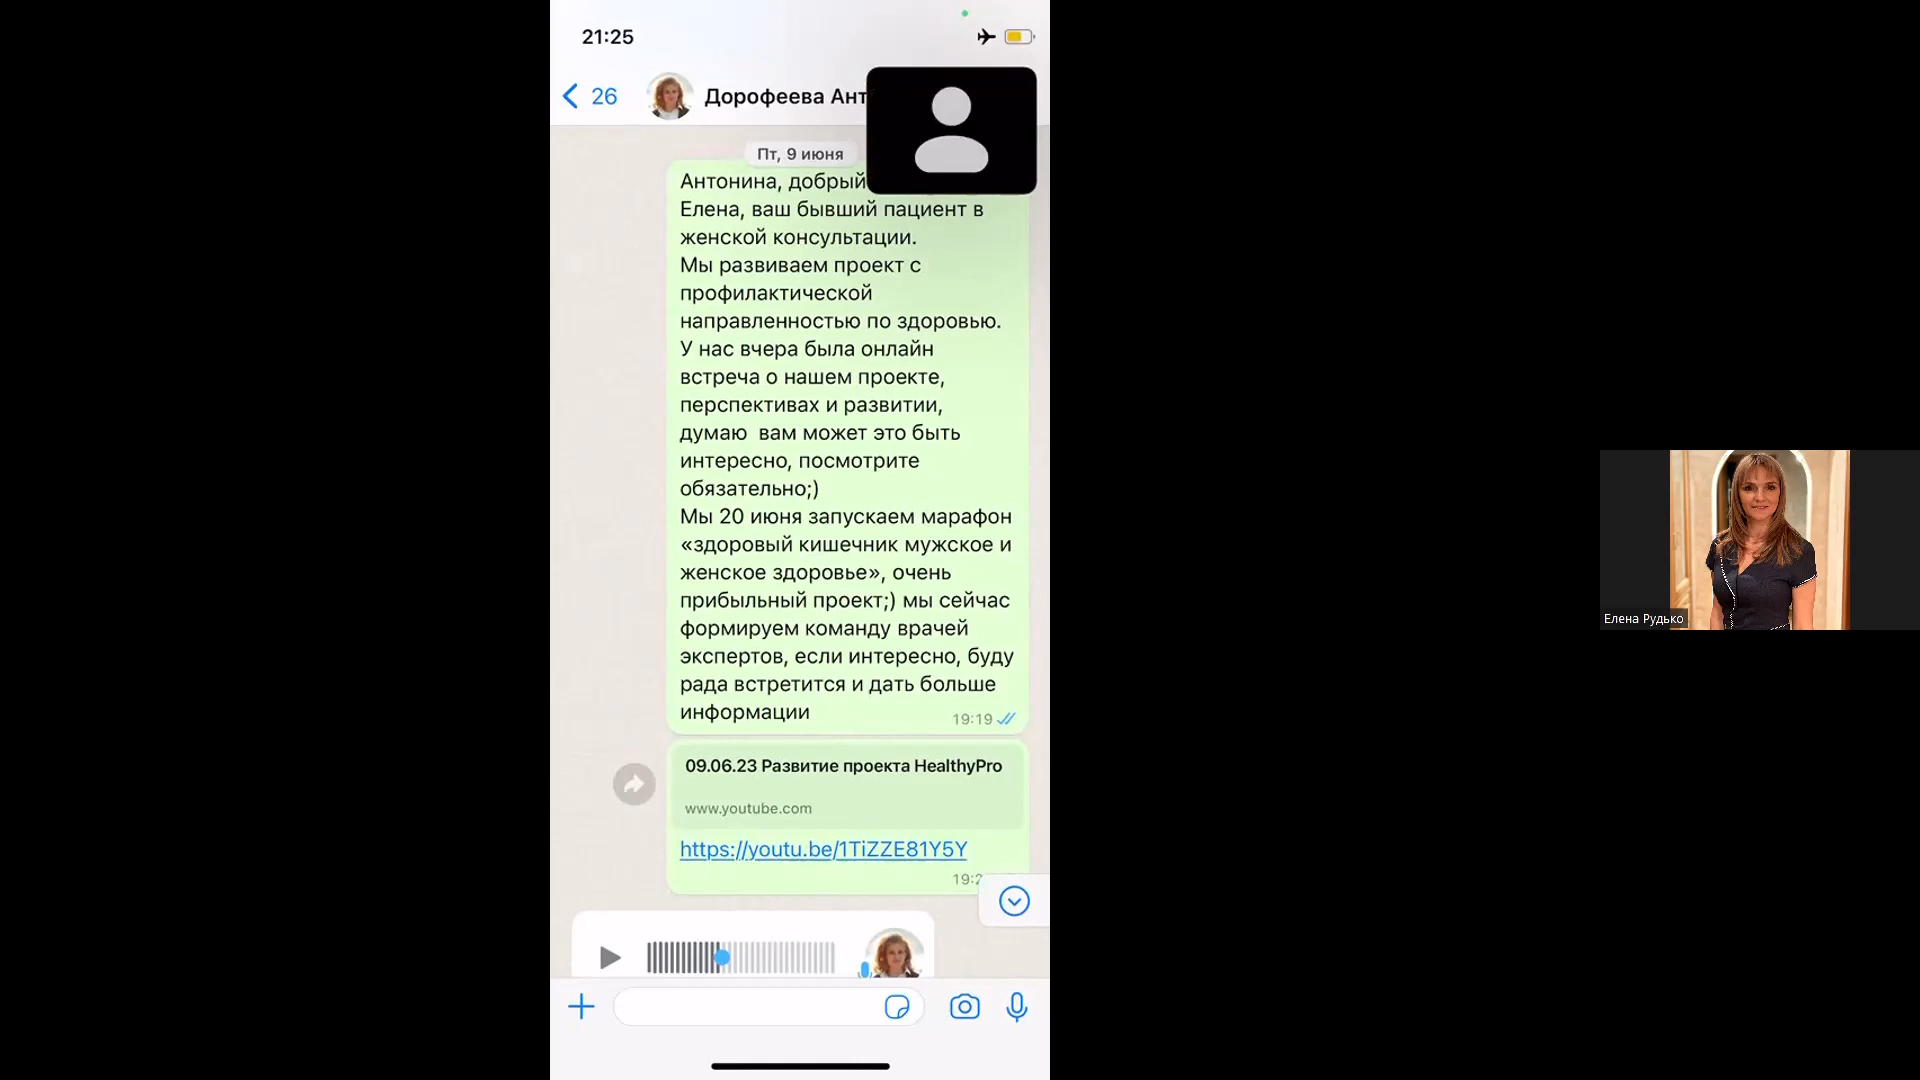 21:25
26
Дорофеева Ант
Пт, 9 июня
Антонина, добрый
Елена, ваш бывший пациент в
женской консультации.
Мы развиваем проект с
профилактической
направленностью по здоровью.
У нас вчера была онлайн
встреча о нашем проекте,
перспективах и развитии,
думаю  вам может это быть
интересно, посмотрите
обязательно;)
Мы 20 июня запускаем марафон
«здоровый кишечник мужское и
женское здоровье», очень
прибыльный проект;) мы сейчас
формируем команду врачей
экспертов, если интересно, буду
рада встретится и дать больше
информации
19:19
09.06.23 Развитие проекта HealthyPro
www.youtube.com
https://youtu.be/1TiZZE81Y5Y
Елена Рудько